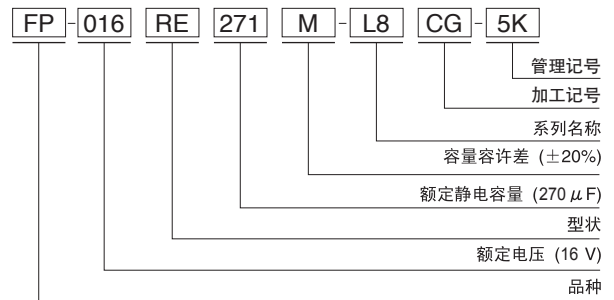 FP-016 RE 271 M-L8 CG-5K
管理记号
加工记号
系列名称
容量容许差 (±20%)
额定静电容量 (270 μF)
型状
额定电压 (16 V)
品种